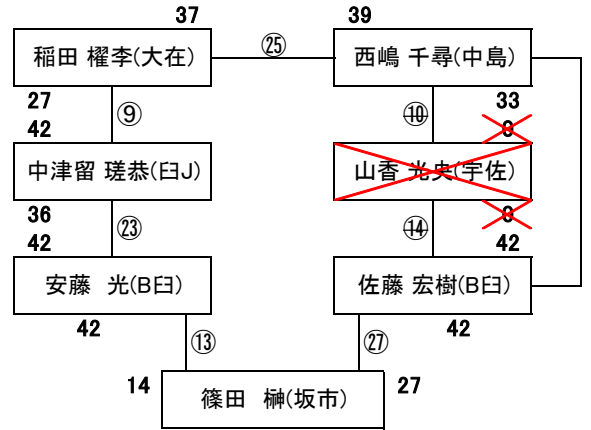 37 39
稲田 櫂李(大在) ㉕ 西嶋 千尋(中島)
27 33
⑨ ⑩
42 0
中津留 瑳恭(臼J) 山香 光央(宇佐)
36 0
㉓ ⑭
42 42
安藤 光(B臼) 佐藤 宏樹(B臼)
42 42
⑬ ㉗
14 27
篠田 榊(坂市)